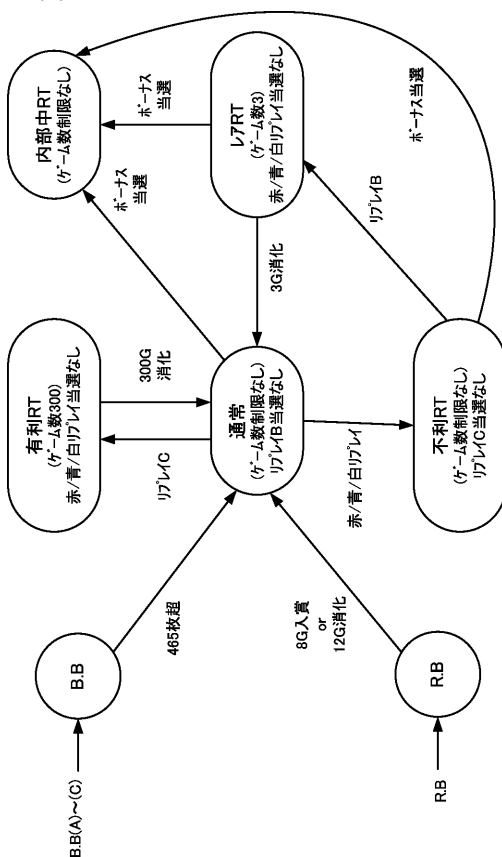 B.B(A)～(C)
B.B
465枚超
R.B
R.B
8G入賞
or
12G消化
有利RT
(ゲーム数300)
赤/青/白リプレイ当選なし
リプレイC
300G
消化
通常
(ゲーム数制限なし)
リプレイB当選なし
赤/青/白リプレイ
不利RT
(ゲーム数制限なし)
リプレイC当選なし
3G消化
リプレイB
レアRT
(ゲーム数3)
赤/青/白リプレイ当選なし
ボーナス
当選
ボーナス
当選
内部中RT
(ゲーム数制限なし)
ボーナス当選